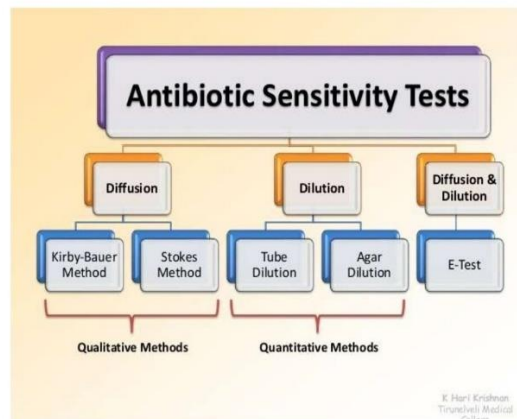 Antibiotic Sensitivity Tests
Diffusion
Dilution
Diffusion &
Dilution
Kirby-Bauer
Method
Stokes
Method
Tube
Dilution
Agar
Dilution
E-Test
Qualitative Methods
Quantitative Methods
K Hari Krishnan
Tirunelveli Medical